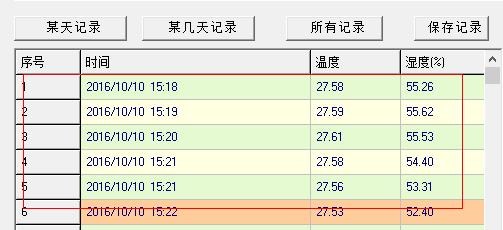 某天记录 某几天记录 所有记录 保存记录
序号 时间 温度 湿度(%)
1 2016/10/10 15:18 27.58 55.26
2 2016/10/10 15:19 27.59 55.62
3 2016/10/10 15:20 27.61 55.53
4 2016/10/10 15:21 27.58 54.40
5 2016/10/10 15:21 27.56 53.31
6 2016/10/10 15:22 27.53 52.40